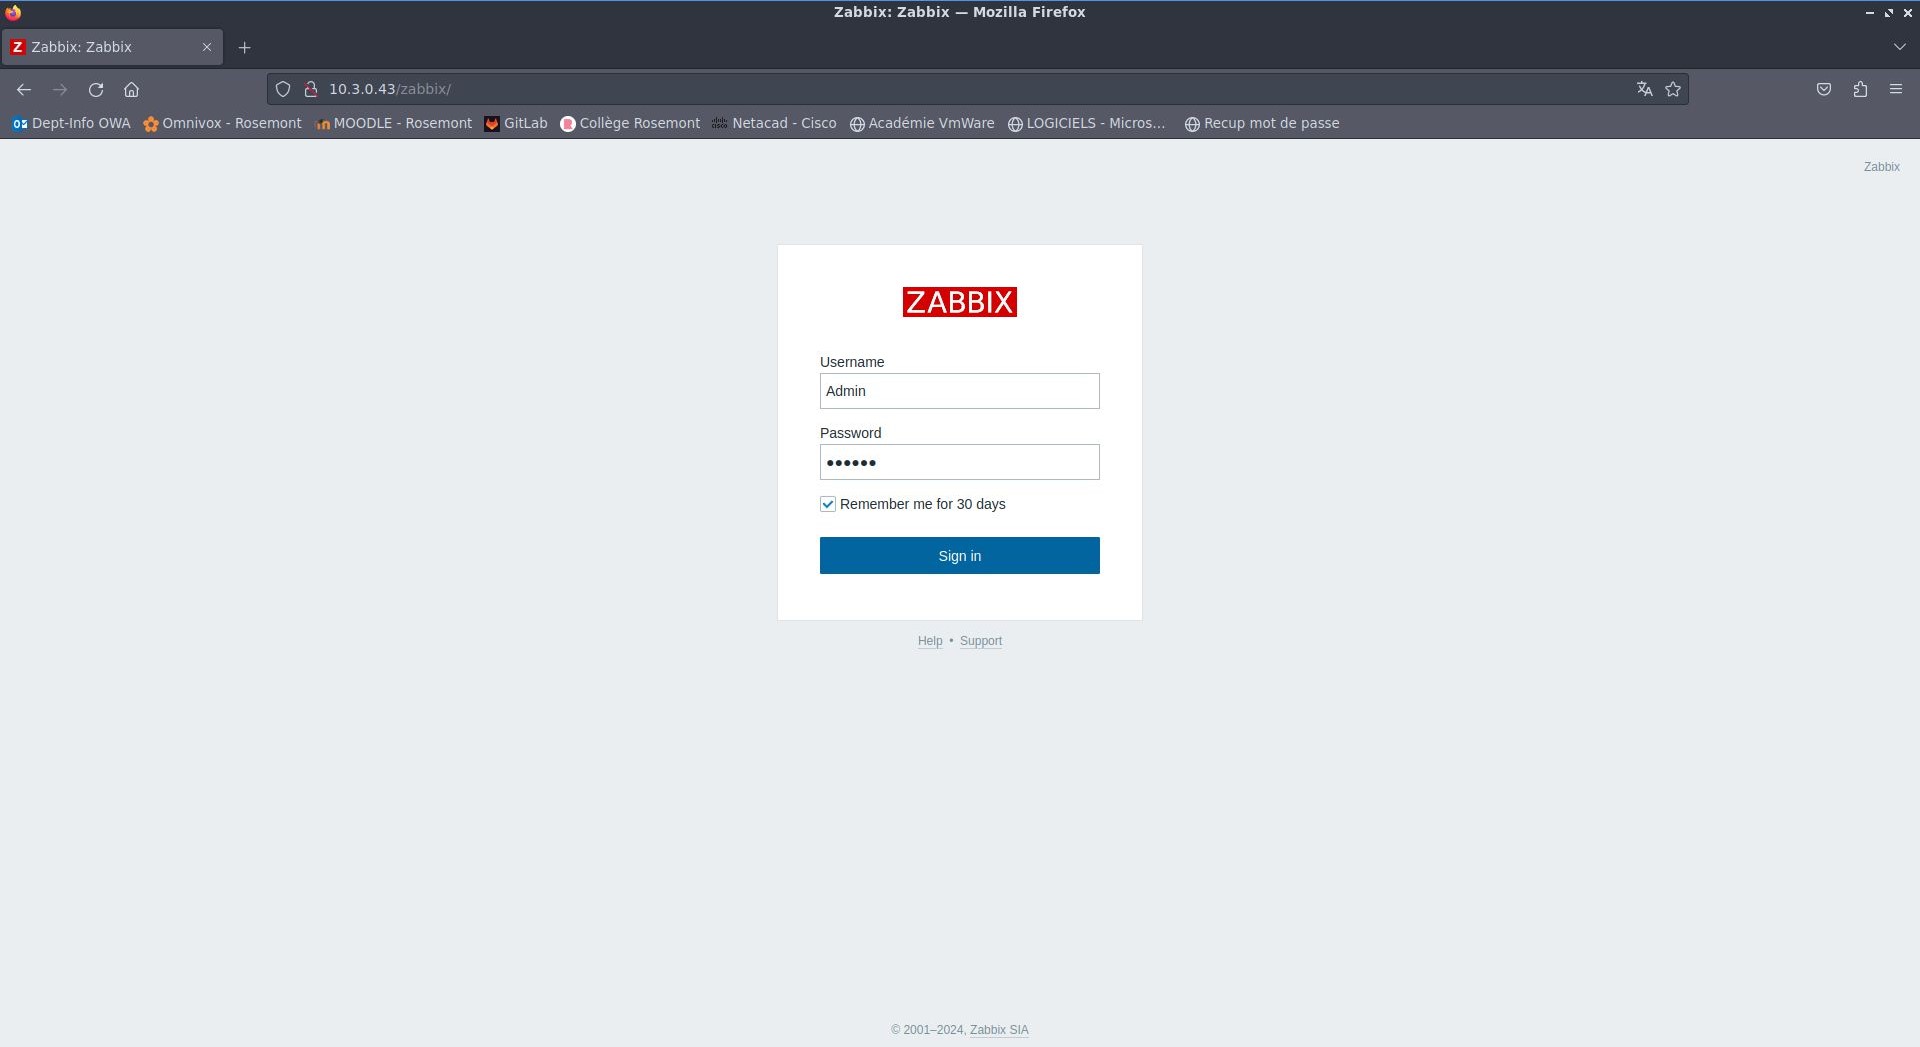 Zabbix: Zabbix — Mozilla Firefox
Z Zabbix: Zabbix
10.3.0.43/zabbix/
Dept-Info OWA Omnivox - Rosemont MOODLE - Rosemont GitLab Collège Rosemont Netacad - Cisco Académie VmWare LOGICIELS - Micros… Recup mot de passe
Zabbix
ZABBIX
Username
Admin
Password
Remember me for 30 days
Sign in
Help • Support
© 2001–2024, Zabbix SIA